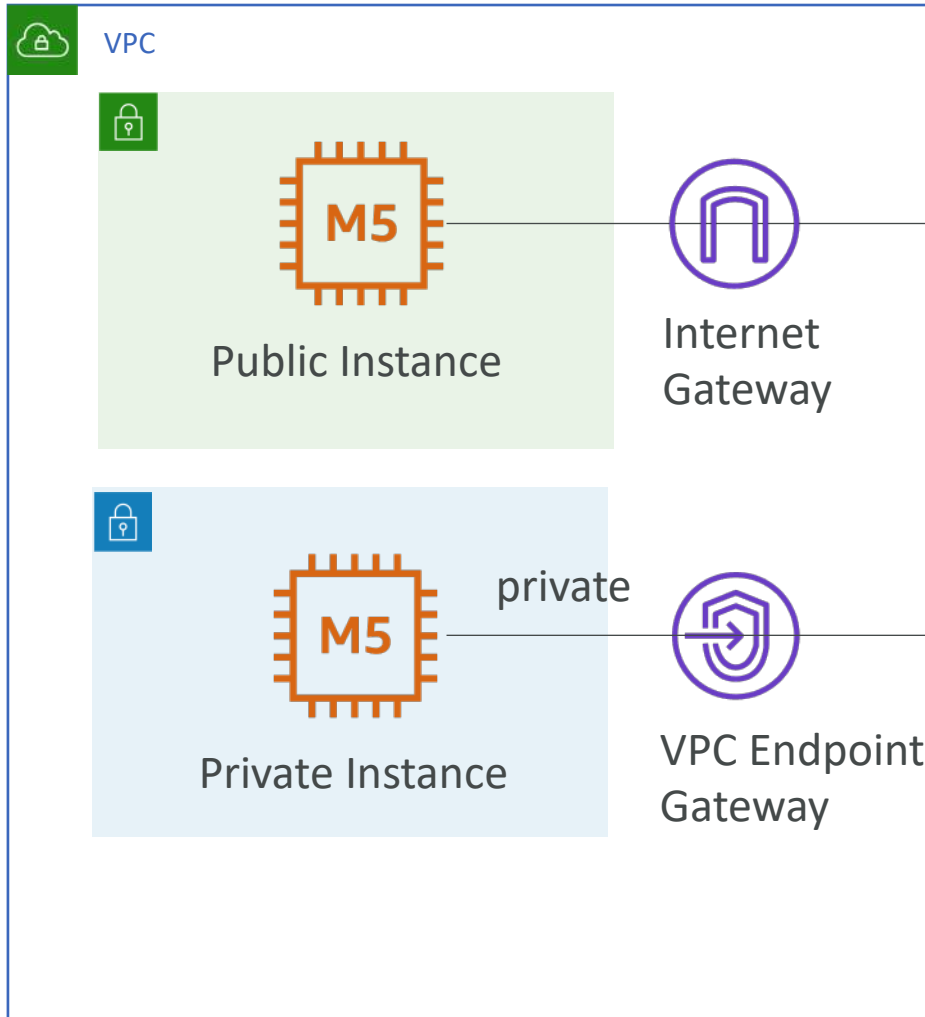 VPC
M5
Public Instance
Internet
Gateway
M5
private
Private Instance
VPC Endpoint
Gateway